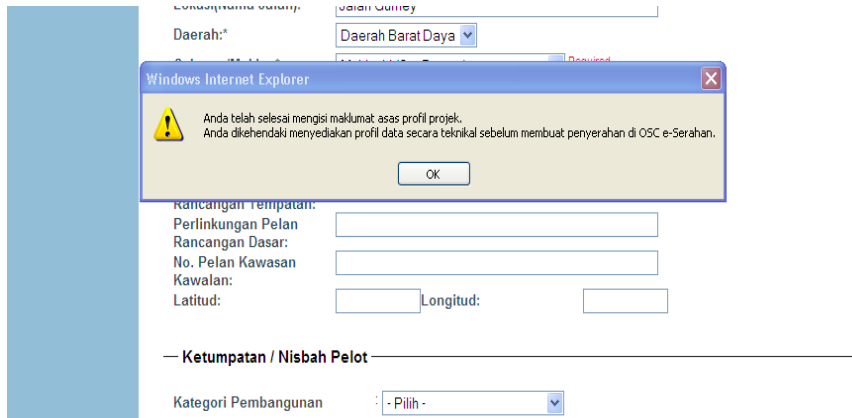 Jalan Gurney
Daerah:* Daerah Barat Daya
Required
Windows Internet Explorer
Anda telah selesai mengisi maklumat asas profil projek.
Anda dikehendaki menyediakan profil data secara teknikal sebelum membuat penyerahan di OSC e-Serahan.
OK
Rancangan Tempatan:
Perlinkungan Pelan
Rancangan Dasar:
No. Pelan Kawasan
Kawalan:
Latitud: Longitud:
Ketumpatan / Nisbah Pelot
Kategori Pembangunan : - Pilih -